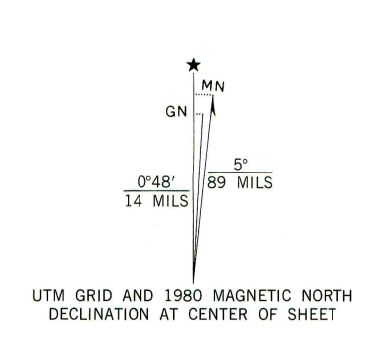 ★
MN
GN
5°
89 MILS
0°48′
14 MILS
UTM GRID AND 1980 MAGNETIC NORTH
DECLINATION AT CENTER OF SHEET